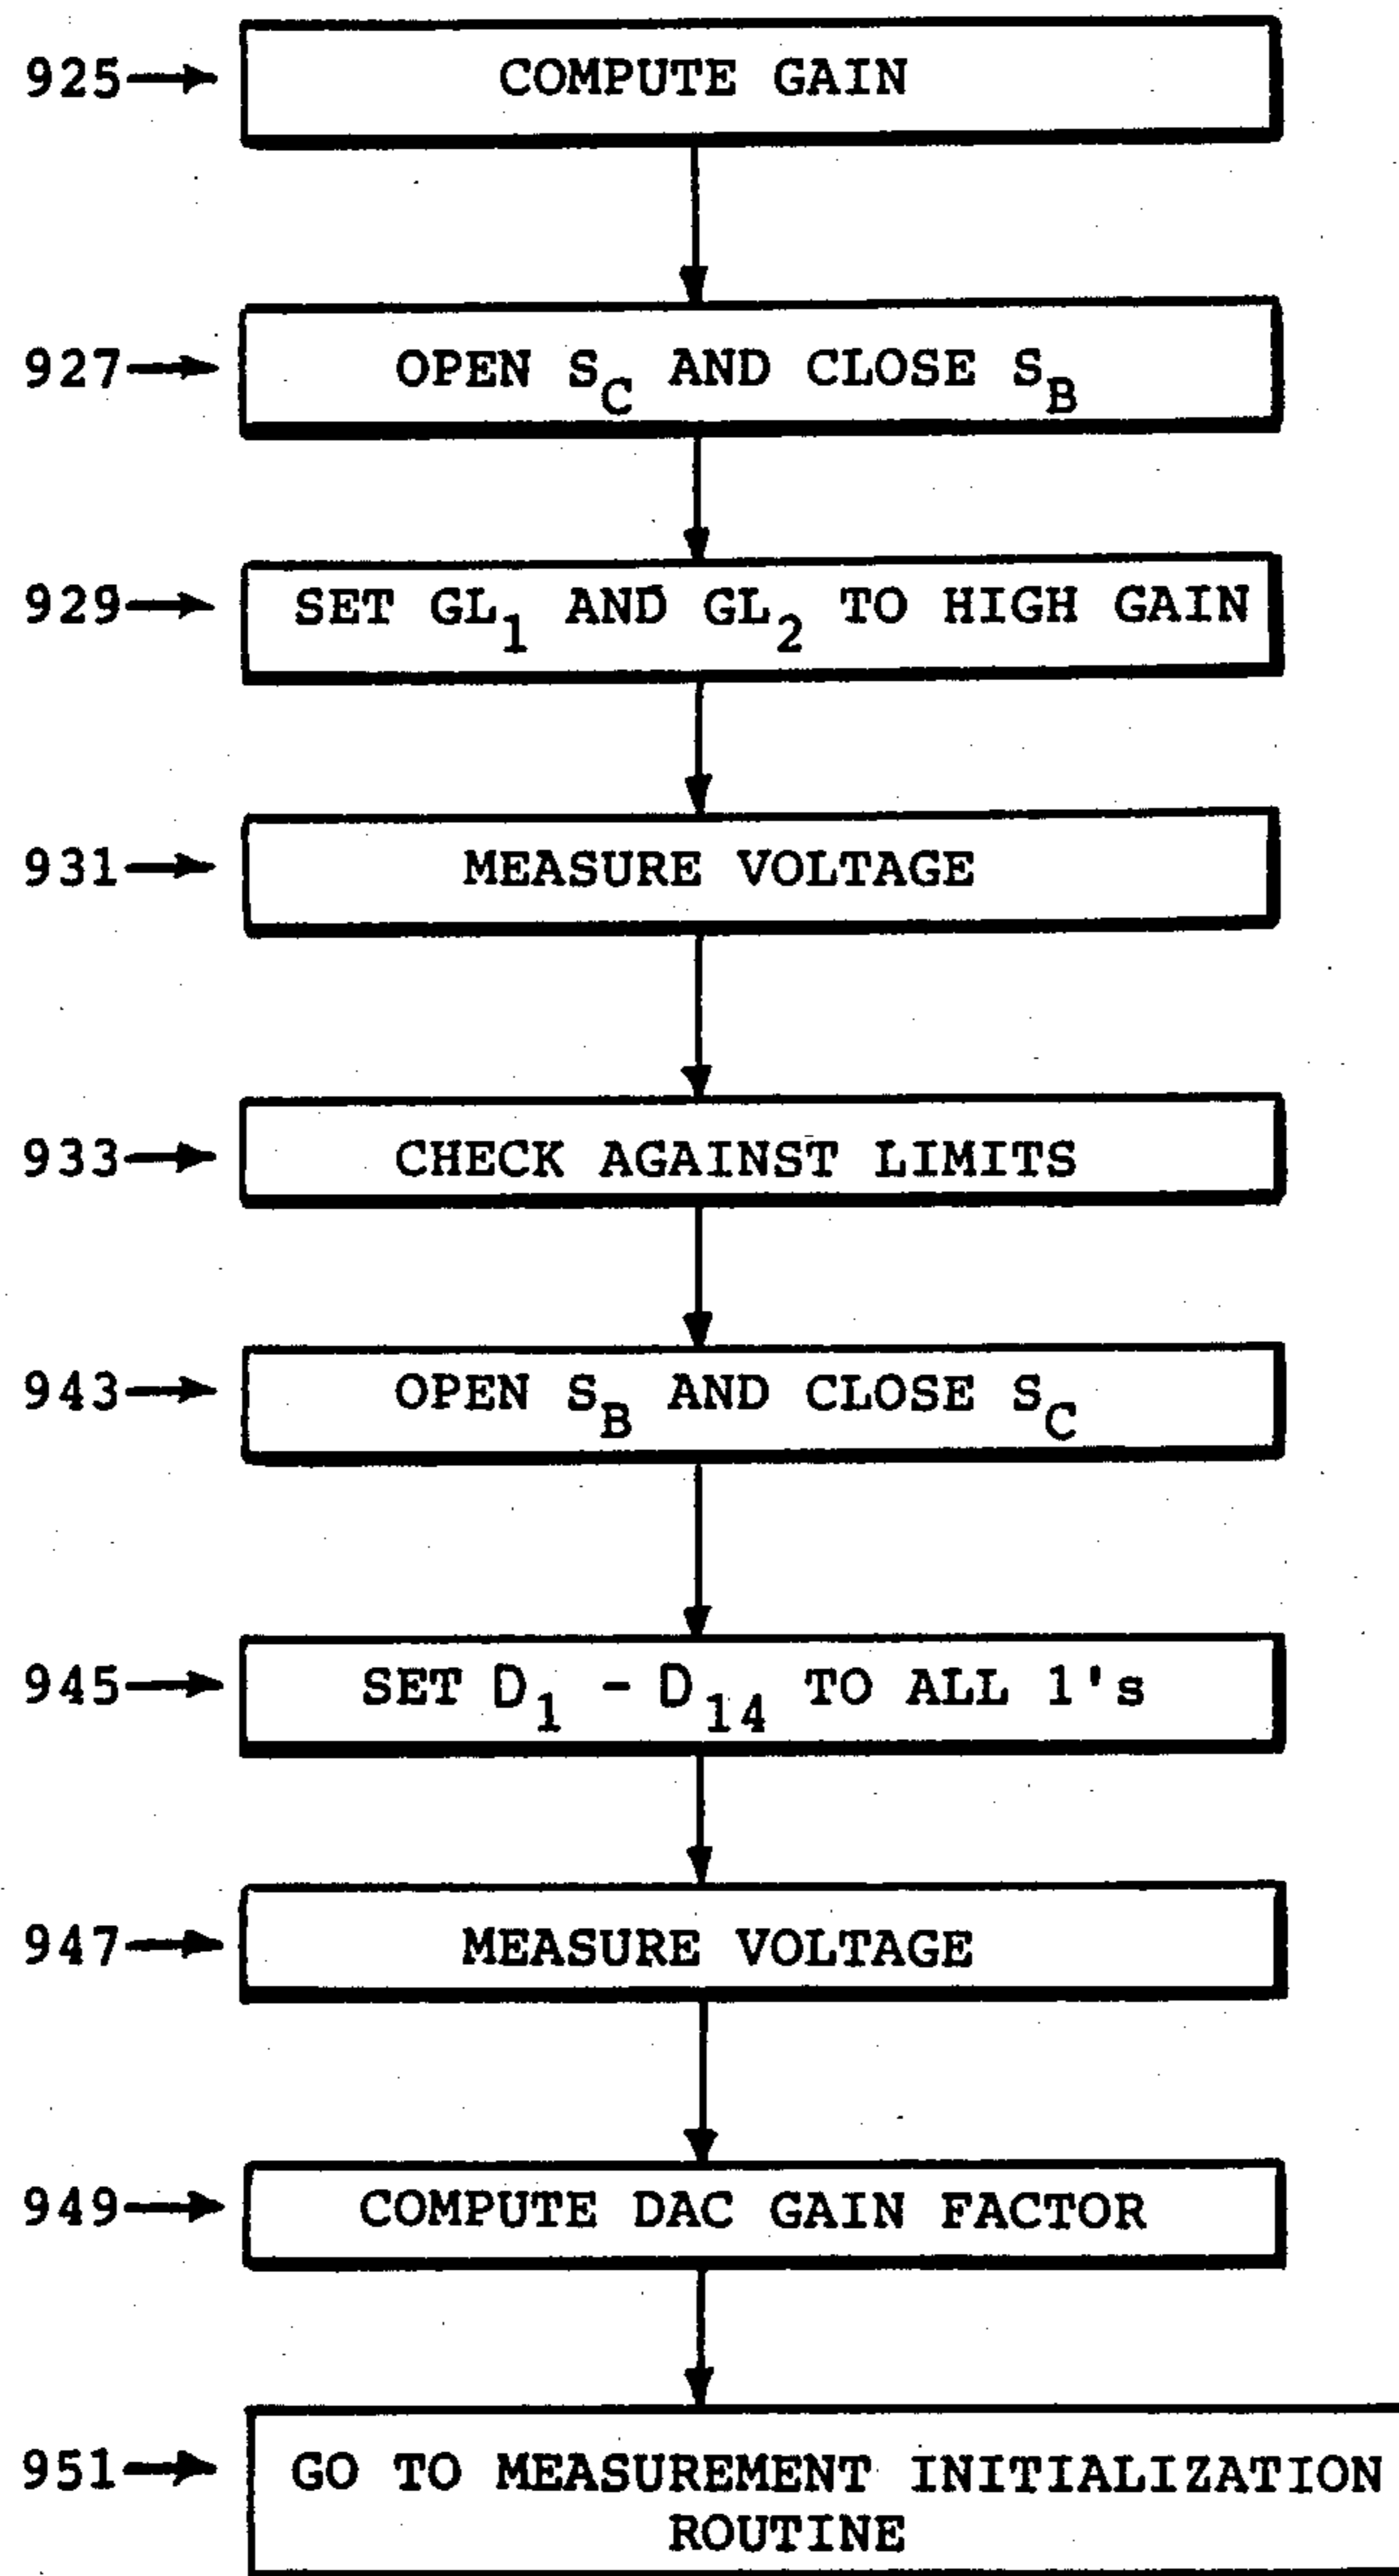 925 COMPUTE GAIN
927 OPEN S_C AND CLOSE S_B
929 SET GL_1 AND GL_2 TO HIGH GAIN
931 MEASURE VOLTAGE
933 CHECK AGAINST LIMITS
943 OPEN S_B AND CLOSE S_C
945 SET D_1 - D_14 TO ALL 1's
947 MEASURE VOLTAGE
949 COMPUTE DAC GAIN FACTOR
951 GO TO MEASUREMENT INITIALIZATION
ROUTINE